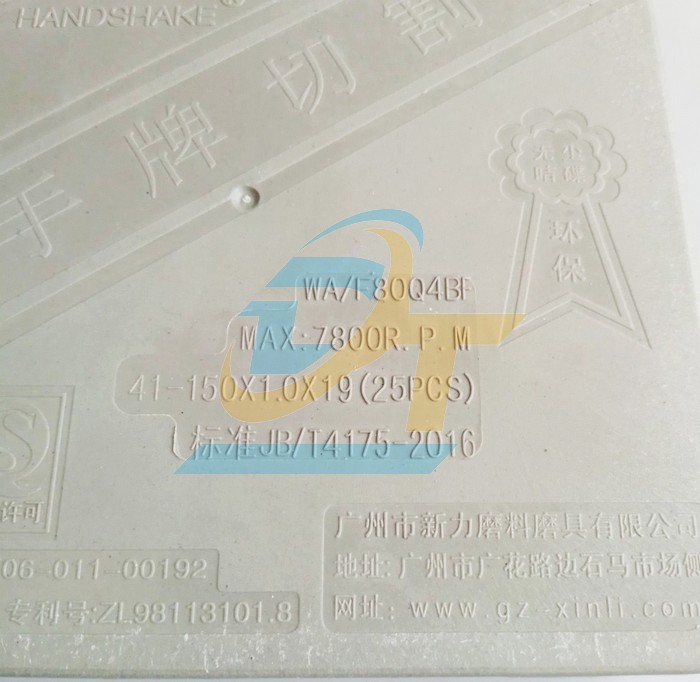 HANDSHAKE®
手牌切割
无铁
环保
WA/F80Q4BF
MAX:7800R.P.M
41-150X1.0X19(25PCS)
标准JB/T4175-2016
DT
许可
06-011-00192
专利号:ZL98113101.8
广州市新力磨料磨具有限公司
地址:广州市广花路边石马市场侧
网址:www.gz-xinli.com